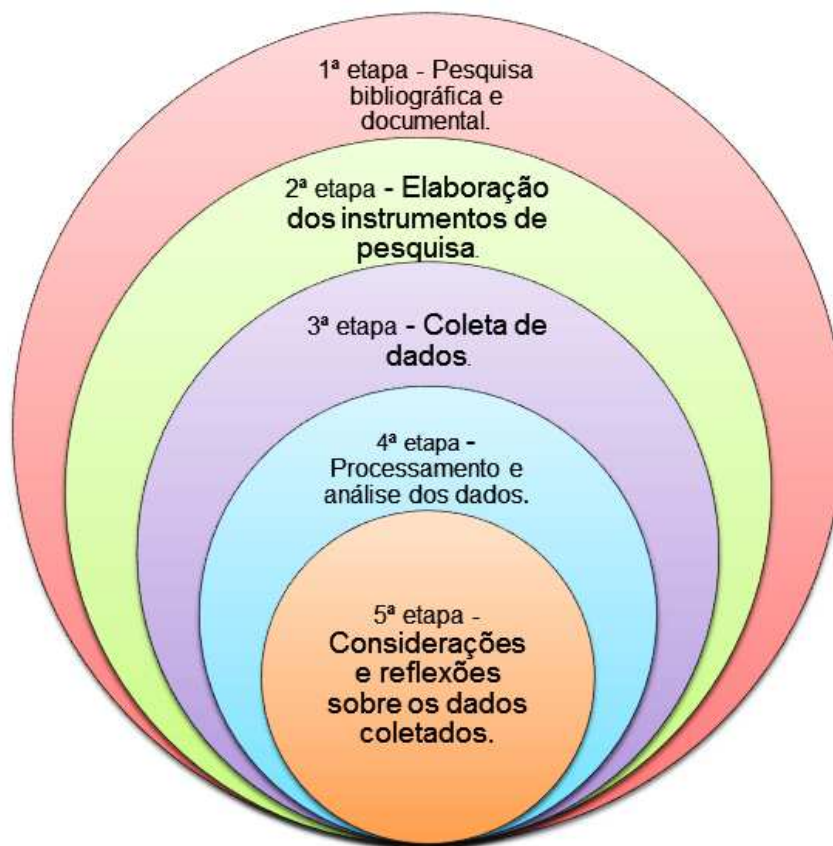 1ª etapa - Pesquisa
bibliográfica e
documental.
2ª etapa - Elaboração
dos instrumentos de
pesquisa.
3ª etapa - Coleta de
dados.
4ª etapa -
Processamento e
análise dos dados.
5ª etapa -
Considerações
e reflexões
sobre os dados
coletados.